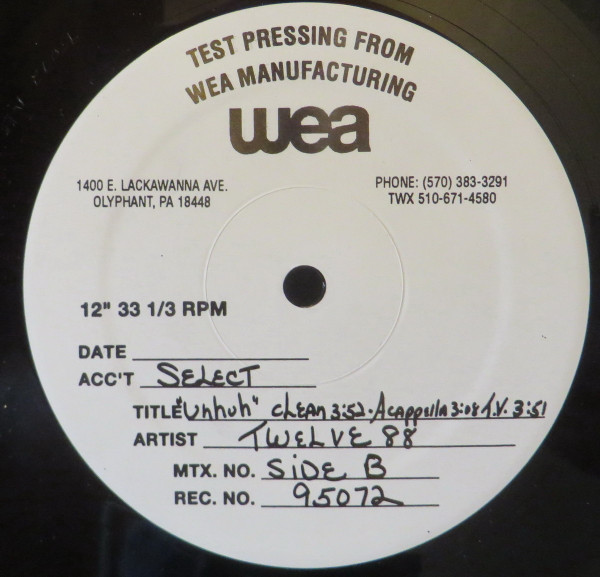 TEST PRESSING FROM
WEA MANUFACTURING
wea
1400 E. LACKAWANNA AVE.
OLYPHANT, PA 18448
PHONE: (570) 383-3291
TWX 510-671-4580
12" 33 1/3 RPM
DATE
ACC'T SELECT
TITLE "Unhuh" CLEAN 3:52 · Acappella 3:08 T.V. 3:51
ARTIST TWELVE 88
MTX. NO. SIDE B
REC. NO. 95072